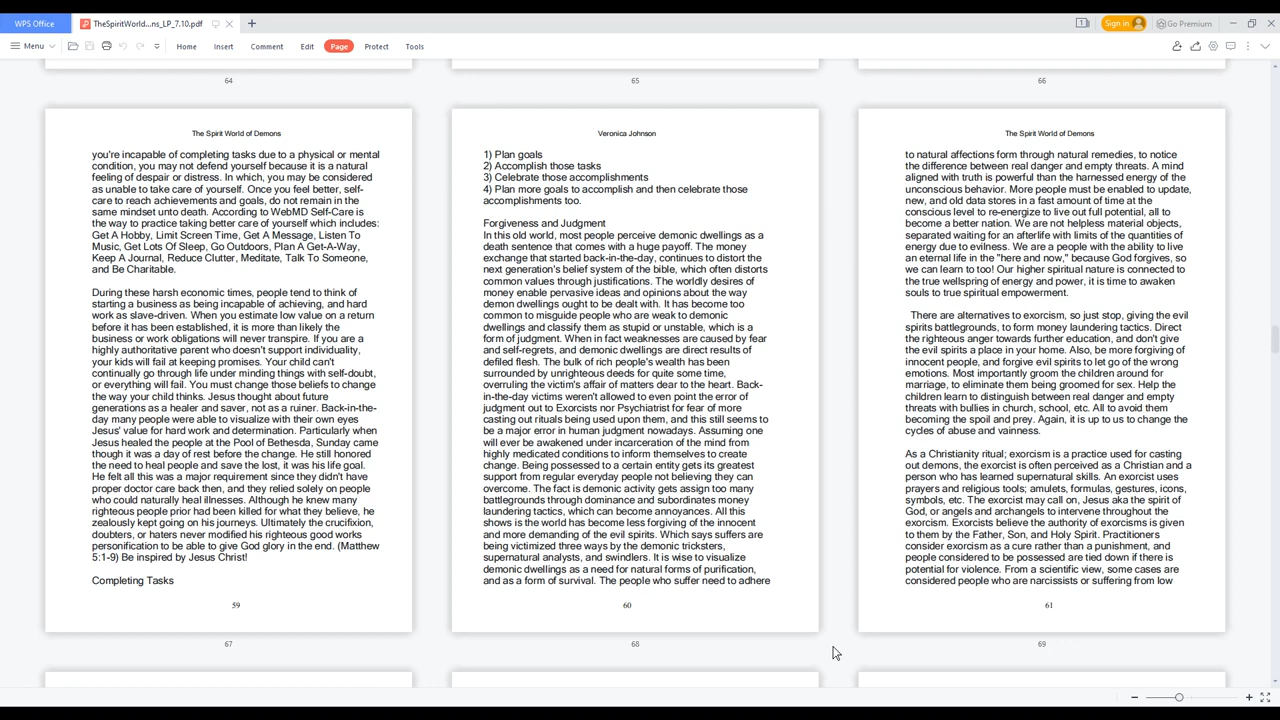 WPS Office
TheSpiritWorld...ns_LP_7.10.pdf
Sign in
Go Premium
Menu
Home
Insert
Comment
Edit
Page
Protect
Tools
64
65
66
The Spirit World of Demons
you're incapable of completing tasks due to a physical or mental
condition, you may not defend yourself because it is a natural
feeling of despair or distress. In which, you may be considered
as unable to take care of yourself. Once you feel better, self-
care to reach achievements and goals, do not remain in the
same mindset unto death. According to WebMD Self-Care is
the way to practice taking better care of yourself which includes:
Get A Hobby, Limit Screen Time, Get A Message, Listen To
Music, Get Lots Of Sleep, Go Outdoors, Plan A Get-A-Way,
Keep A Journal, Reduce Clutter, Meditate, Talk To Someone,
and Be Charitable.
During these harsh economic times, people tend to think of
starting a business as being incapable of achieving, and hard
work as slave-driven. When you estimate low value on a return
before it has been established, it is more than likely the
business or work obligations will never transpire. If you are a
highly authoritative parent who doesn't support individuality,
your kids will fail at keeping promises. Your child can't
continually go through life under minding things with self-doubt,
or everything will fail. You must change those beliefs to change
the way your child thinks. Jesus thought about future
generations as a healer and saver, not as a ruiner. Back-in-the-
day many people were able to visualize with their own eyes
Jesus' value for hard work and determination. Particularly when
Jesus healed the people at the Pool of Bethesda, Sunday came
though it was a day of rest before the change. He still honored
the need to heal people and save the lost, it was his life goal.
He felt all this was a major requirement since they didn't have
proper doctor care back then, and they relied solely on people
who could naturally heal illnesses. Although he knew many
righteous people prior had been killed for what they believe, he
zealously kept going on his journeys. Ultimately the crucifixion,
doubters, or haters never modified his righteous good works
personification to be able to give God glory in the end. (Matthew
5:1-9) Be inspired by Jesus Christ!
Completing Tasks
59
67
Veronica Johnson
1) Plan goals
2) Accomplish those tasks
3) Celebrate those accomplishments
4) Plan more goals to accomplish and then celebrate those
accomplishments too.
Forgiveness and Judgment
In this old world, most people perceive demonic dwellings as a
death sentence that comes with a huge payoff. The money
exchange that started back-in-the-day, continues to distort the
next generation's belief system of the bible, which often distorts
common values through justifications. The worldly desires of
money enable pervasive ideas and opinions about the way
demon dwellings ought to be dealt with. It has become too
common to misguide people who are weak to demonic
dwellings and classify them as stupid or unstable, which is a
form of judgment. When in fact weaknesses are caused by fear
and self-regrets, and demonic dwellings are direct results of
defiled flesh. The bulk of rich people's wealth has been
surrounded by unrighteous deeds for quite some time,
overruling the victim's affair of matters dear to the heart. Back-
in-the-day victims weren't allowed to even point the error of
judgment out to Exorcists nor Psychiatrist for fear of more
casting out rituals being used upon them, and this still seems to
be a major error in human judgment nowadays. Assuming one
will ever be awakened under incarceration of the mind from
highly medicated conditions to inform themselves to create
change. Being possessed to a certain entity gets its greatest
support from regular everyday people not believing they can
overcome. The fact is demonic activity gets assign too many
battlegrounds through dominance and subordinates money
laundering tactics, which can become annoyances. All this
shows is the world has become less forgiving of the innocent
and more demanding of the evil spirits. Which says suffers are
being victimized three ways by the demonic tricksters,
supernatural analysts, and swindlers. It is wise to visualize
demonic dwellings as a need for natural forms of purification,
and as a form of survival. The people who suffer need to adhere
60
68
The Spirit World of Demons
to natural affections form through natural remedies, to notice
the difference between real danger and empty threats. A mind
aligned with truth is powerful than the harnessed energy of the
unconscious behavior. More people must be enabled to update,
new, and old data stores in a fast amount of time at the
conscious level to re-energize to live out full potential, all to
become a better nation. We are not helpless material objects,
separated waiting for an afterlife with limits of the quantities of
energy due to evilness. We are a people with the ability to live
an eternal life in the "here and now," because God forgives, so
we can learn to too! Our higher spiritual nature is connected to
the true wellspring of energy and power, it is time to awaken
souls to true spiritual empowerment.
There are alternatives to exorcism, so just stop, giving the evil
spirits battlegrounds, to form money laundering tactics. Direct
the righteous anger towards further education, and don't give
the evil spirits a place in your home. Also, be more forgiving of
innocent people, and forgive evil spirits to let go of the wrong
emotions. Most importantly groom the children around for
marriage, to eliminate them being groomed for sex. Help the
children learn to distinguish between real danger and empty
threats with bullies in church, school, etc. All to avoid them
becoming the spoil and prey. Again, it is up to us to change the
cycles of abuse and vainness.
As a Christianity ritual; exorcism is a practice used for casting
out demons, the exorcist is often perceived as a Christian and a
person who has learned supernatural skills. An exorcist uses
prayers and religious tools; amulets, formulas, gestures, icons,
symbols, etc. The exorcist may call on, Jesus aka the spirit of
God, or angels and archangels to intervene throughout the
exorcism. Exorcists believe the authority of exorcisms is given
to them by the Father, Son, and Holy Spirit. Practitioners
consider exorcism as a cure rather than a punishment, and
people considered to be possessed are tied down if there is
potential for violence. From a scientific view, some cases are
considered people who are narcissists or suffering from low
61
69